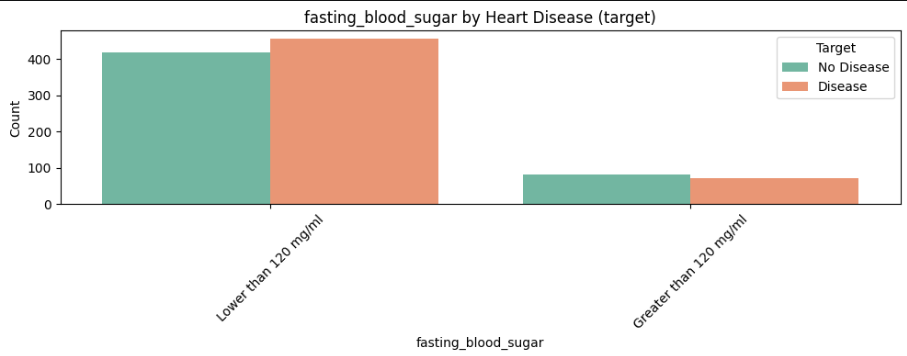 fasting_blood_sugar by Heart Disease (target)
Target
No Disease
Disease
Count
400
300
200
100
0
Lower than 120 mg/ml
Greater than 120 mg/ml
fasting_blood_sugar